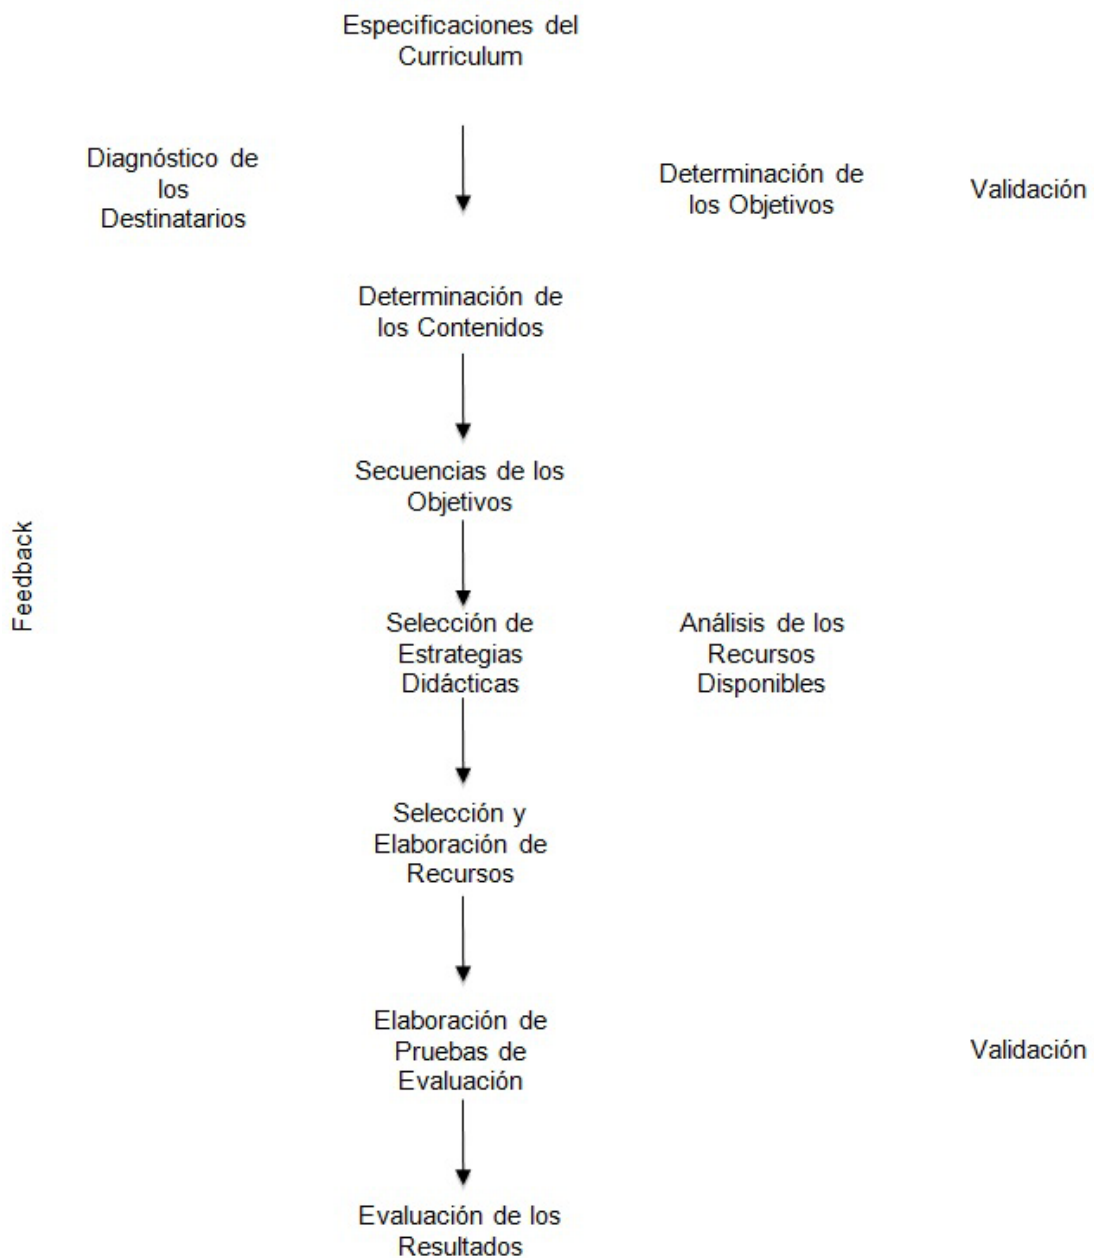 Especificaciones del
Curriculum
Diagnóstico de
los
Destinatarios
Determinación de
los Objetivos
Validación
Determinación de
los Contenidos
Secuencias de los
Objetivos
Feedback
Selección de
Estrategias
Didácticas
Análisis de los
Recursos
Disponibles
Selección y
Elaboración de
Recursos
Elaboración de
Pruebas de
Evaluación
Validación
Evaluación de los
Resultados